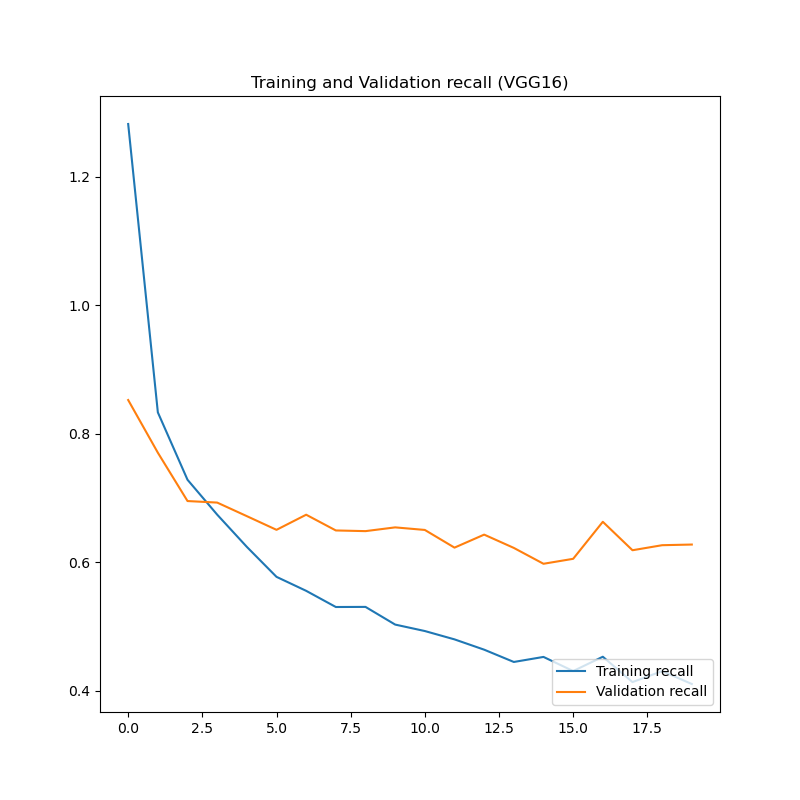 Training and Validation recall (VGG16)
1.2
1.0
0.8
0.6
0.4
Training recall
Validation recall
0.0 2.5 5.0 7.5 10.0 12.5 15.0 17.5